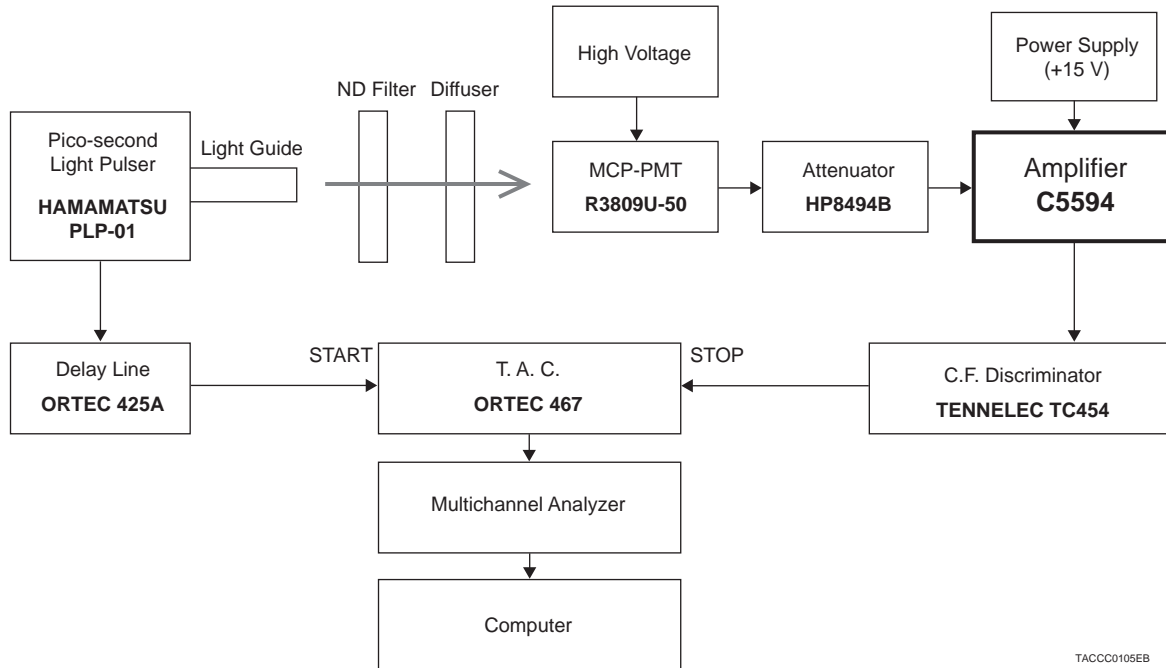 High Voltage
Power Supply
(+15 V)
ND Filter
Diffuser
Pico-second
Light Pulser
HAMAMATSU
PLP-01
Light Guide
MCP-PMT
R3809U-50
Attenuator
HP8494B
Amplifier
C5594
Delay Line
ORTEC 425A
START
T. A. C.
ORTEC 467
STOP
C.F. Discriminator
TENNELEC TC454
Multichannel Analyzer
Computer
TACCC0105EB